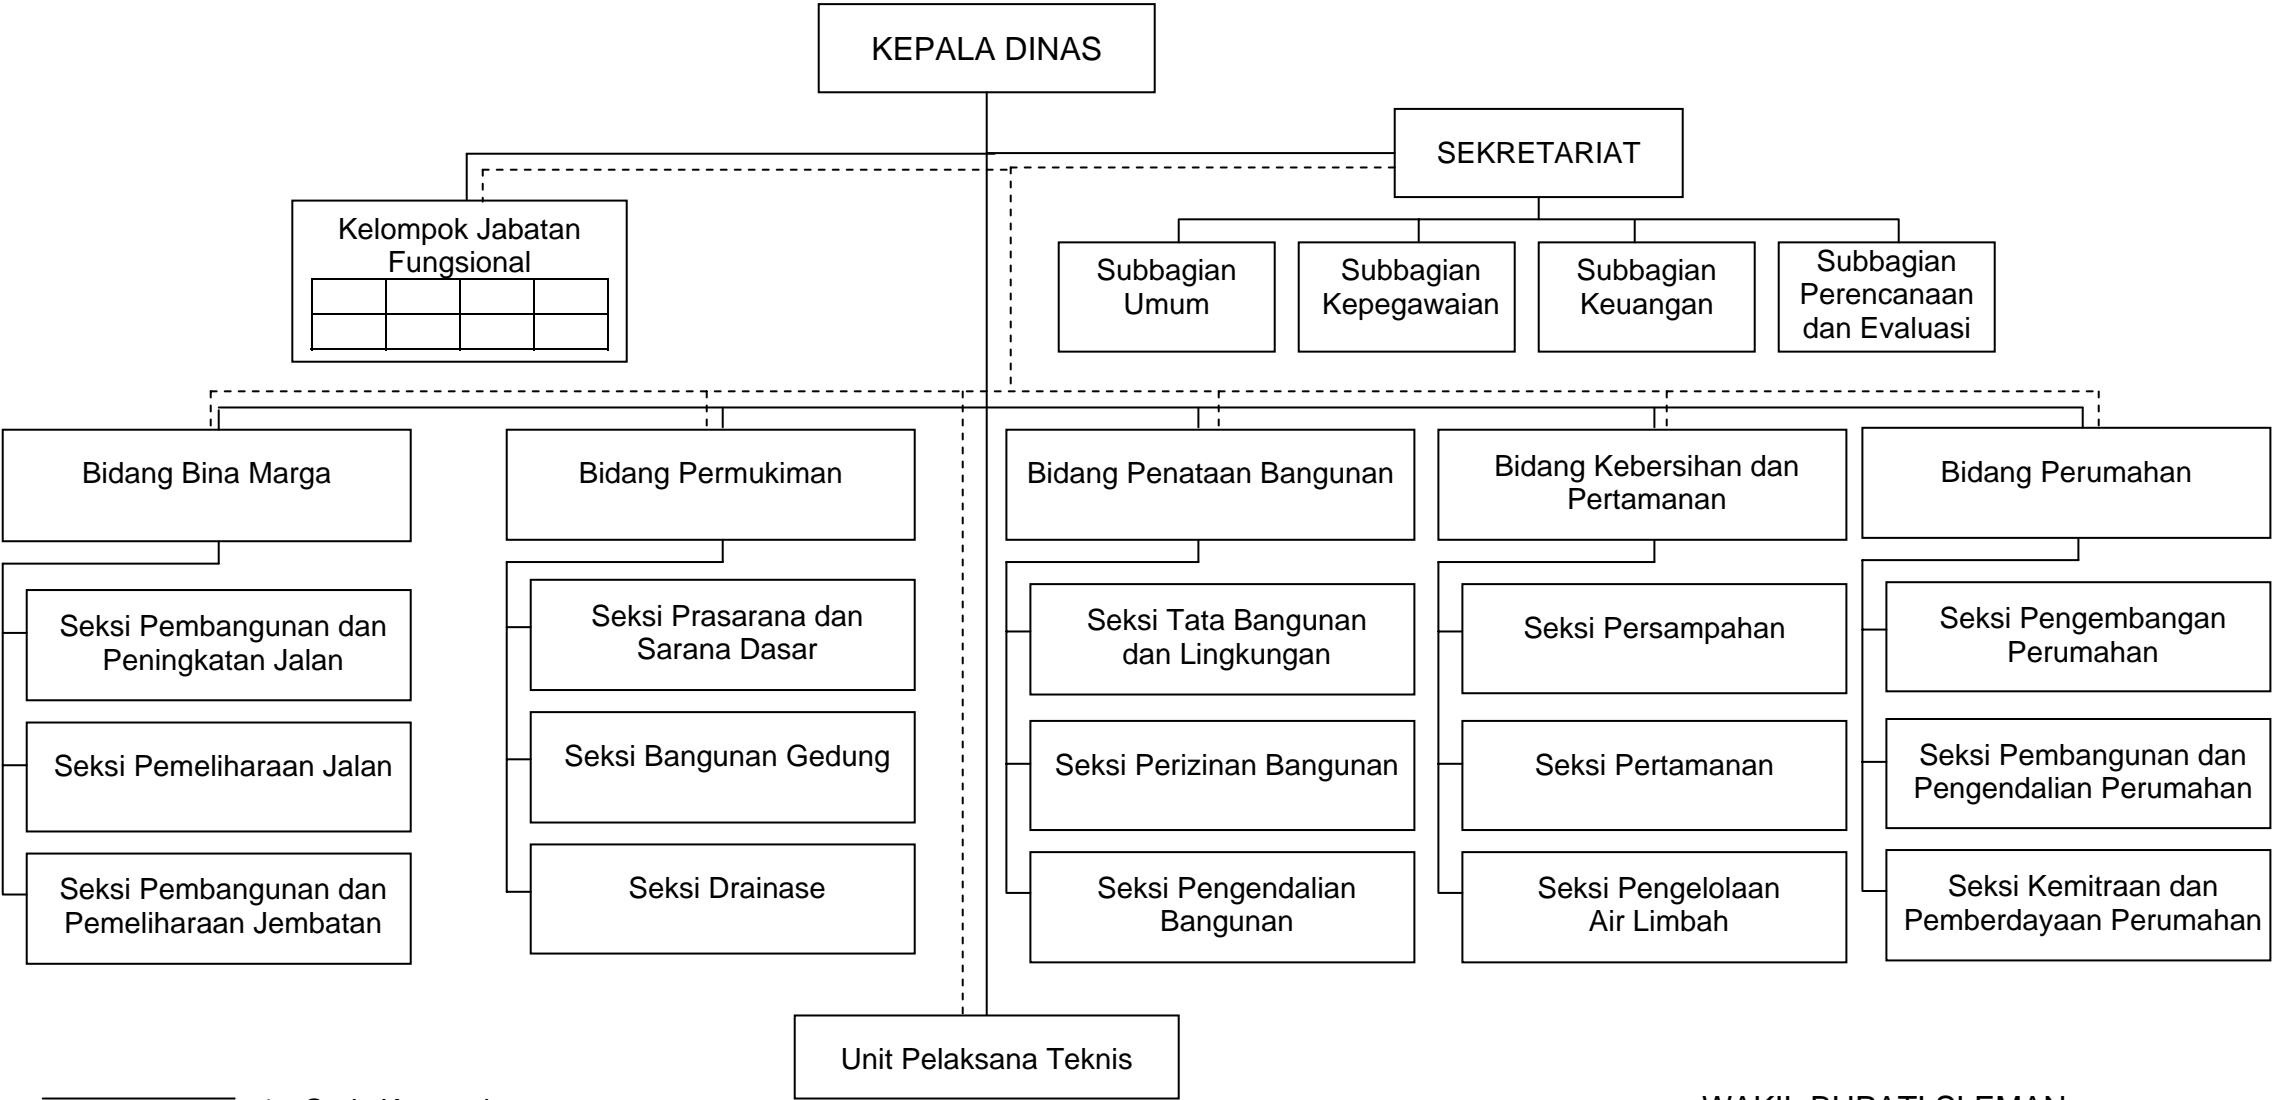 KEPALA DINAS
SEKRETARIAT
Kelompok Jabatan
Fungsional
Subbagian
Umum
Subbagian
Kepegawaian
Subbagian
Keuangan
Subbagian
Perencanaan
dan Evaluasi
Bidang Bina Marga
Bidang Permukiman
Bidang Penataan Bangunan
Bidang Kebersihan dan
Pertamanan
Bidang Perumahan
Seksi Pembangunan dan
Peningkatan Jalan
Seksi Pemeliharaan Jalan
Seksi Pembangunan dan
Pemeliharaan Jembatan
Seksi Prasarana dan
Sarana Dasar
Seksi Bangunan Gedung
Seksi Drainase
Seksi Tata Bangunan
dan Lingkungan
Seksi Perizinan Bangunan
Seksi Pengendalian
Bangunan
Seksi Persampahan
Seksi Pertamanan
Seksi Pengelolaan
Air Limbah
Seksi Pengembangan
Perumahan
Seksi Pembangunan dan
Pengendalian Perumahan
Seksi Kemitraan dan
Pemberdayaan Perumahan
Unit Pelaksana Teknis
WAKIL BUPATI SLEMAN